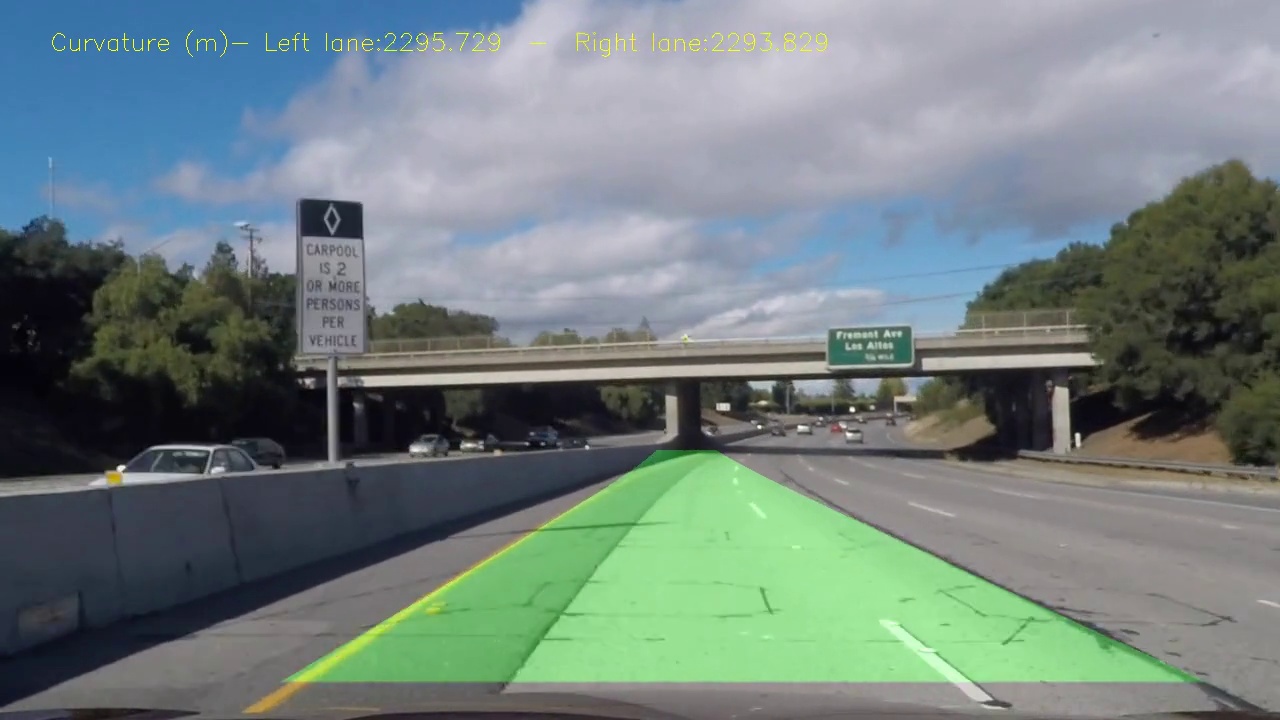 Curvature (m)- Left lane:2295.729 - Right lane:2293.829
CARPOOL
IS 2
OR MORE
PERSONS
PER
VEHICLE
Fremont Ave
Los Altos
MILE